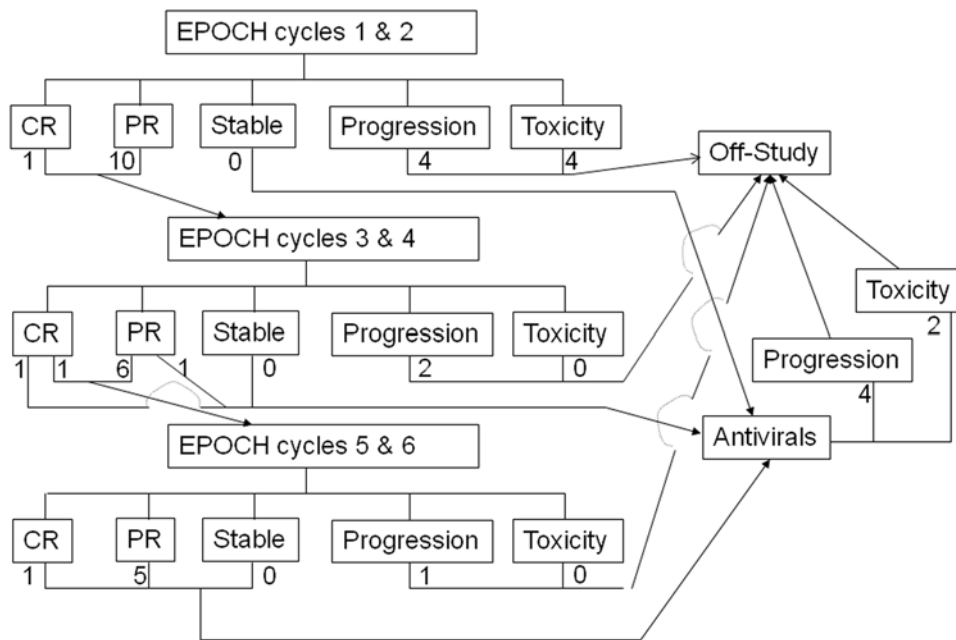 EPOCH cycles 1 & 2
CR PR Stable Progression Toxicity
1 10 0 4 4
Off-Study
EPOCH cycles 3 & 4
CR PR Stable Progression Toxicity
1 1 6 1 0 2 0
Toxicity
2
Progression
4
Antivirals
EPOCH cycles 5 & 6
CR PR Stable Progression Toxicity
1 5 0 1 0